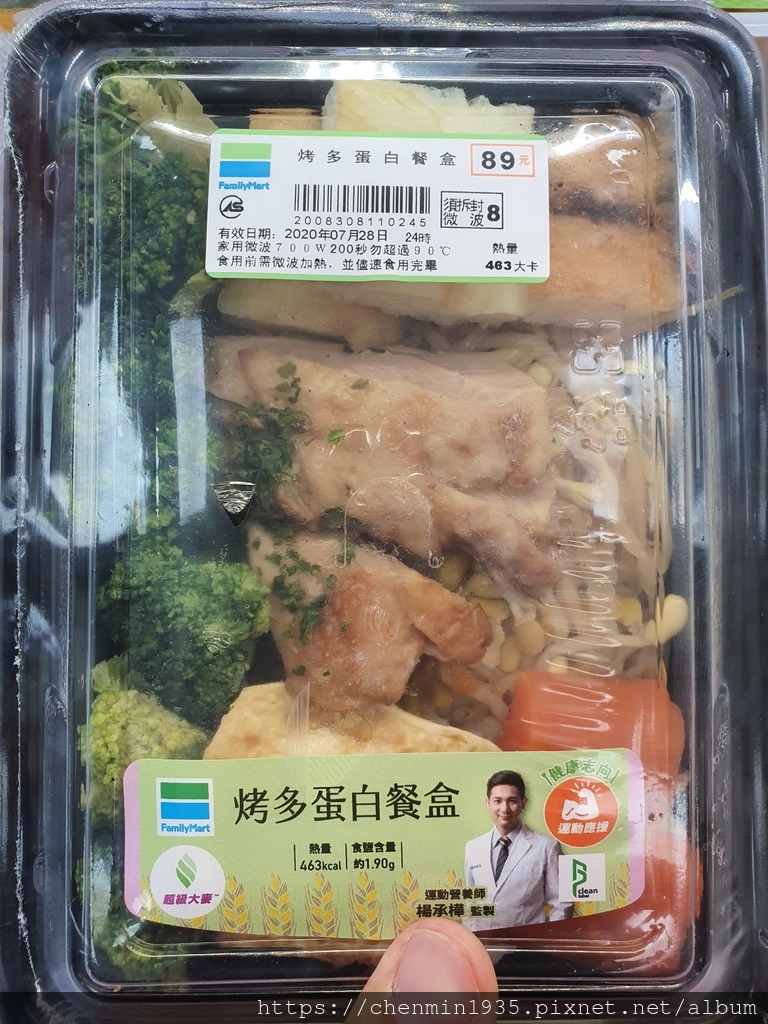 烤多蛋白餐盒 89元
FamilyMart
2008308110245
須拆封
微波 8
有效日期: 2020年07月28日 24時
家用微波700W200秒勿超過90℃
食用前需微波加熱，並儘速食用完畢
熱量
463大卡
健康志向
運動應援
FamilyMart
烤多蛋白餐盒
熱量
463kcal
食鹽含量
約1.90g
超級大麥™
clean
label
運動營養師
楊承樺 監製
https://chenmin1935.pixnet.net/album